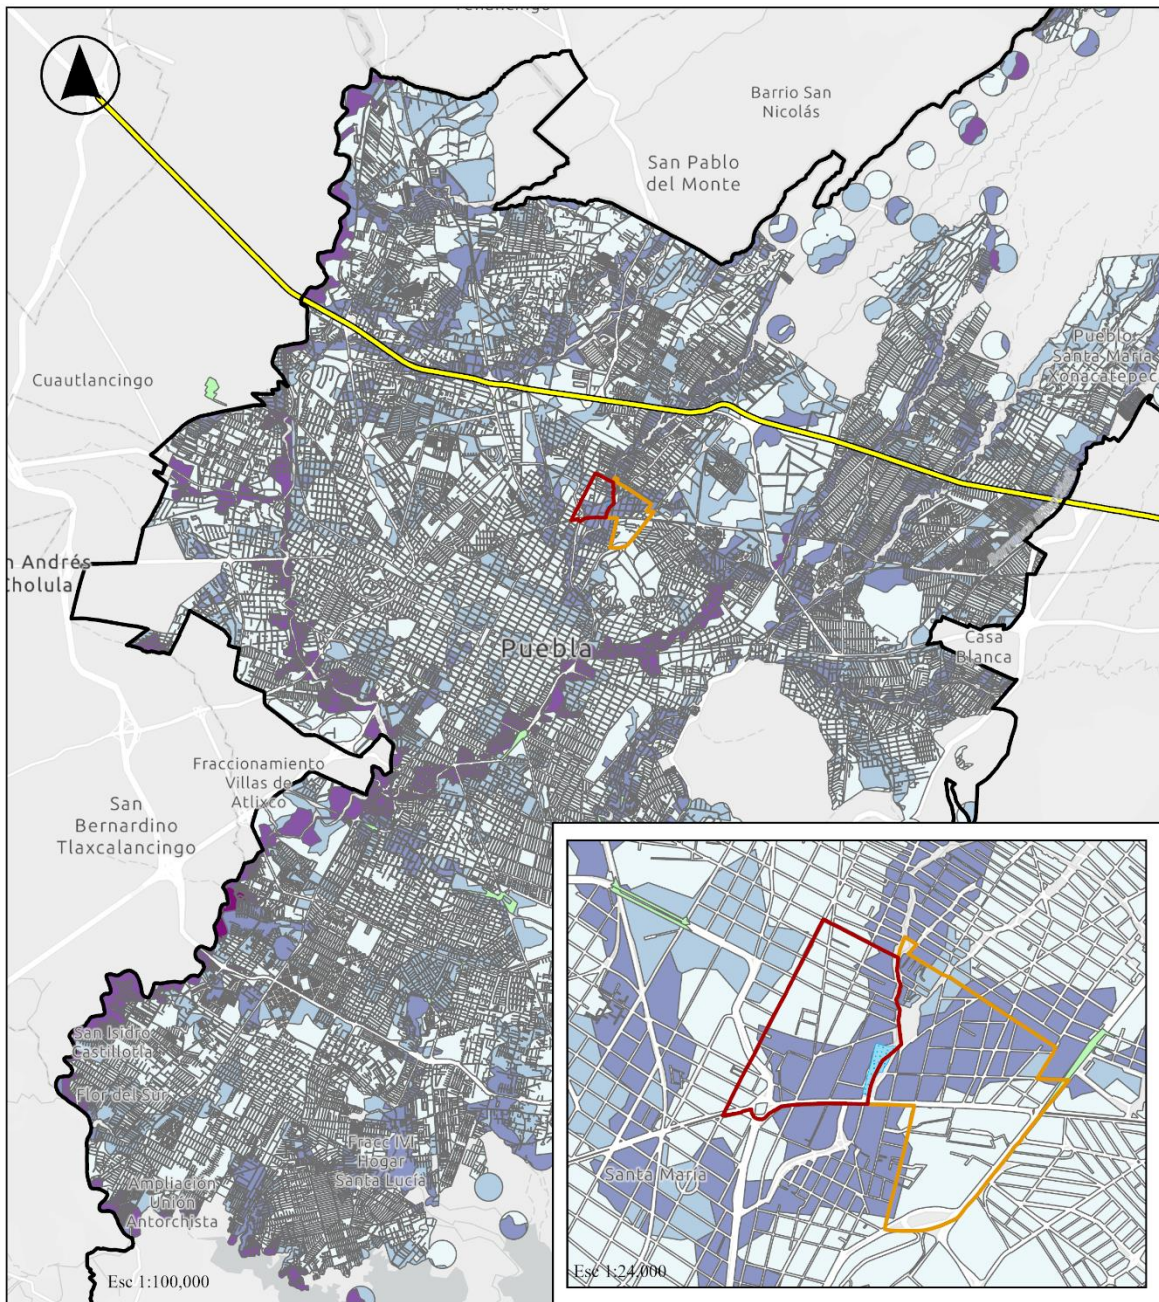 Barrio San
Nicolás
San Pablo
del Monte
Pueblo
Santa María
Xonacatepec
Cuautlancingo
n Andrés
Cholula
Puebla
Casa
Blanca
Fraccionamiento
Villas de
Atlixco
San
Bernardino
Tlaxcalancingo
San Isidro
Castillotla
Flor del Sur
Fracc IVI
Hogar
Santa Lucía
Ampliación
Unión
Antorchista
Esc 1:100,000
Santa María
Esc 1:24,000